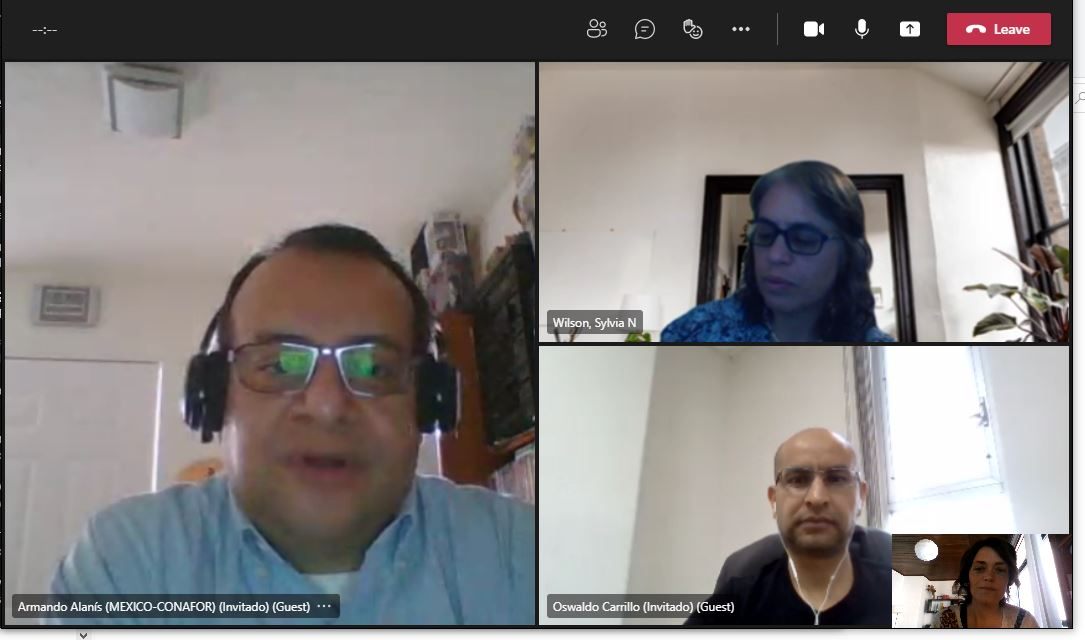 --:--
Leave
Wilson, Sylvia N
Armando Alanís (MEXICO-CONAFOR) (Invitado) (Guest) ···
Oswaldo Carrillo (Invitado) (Guest)